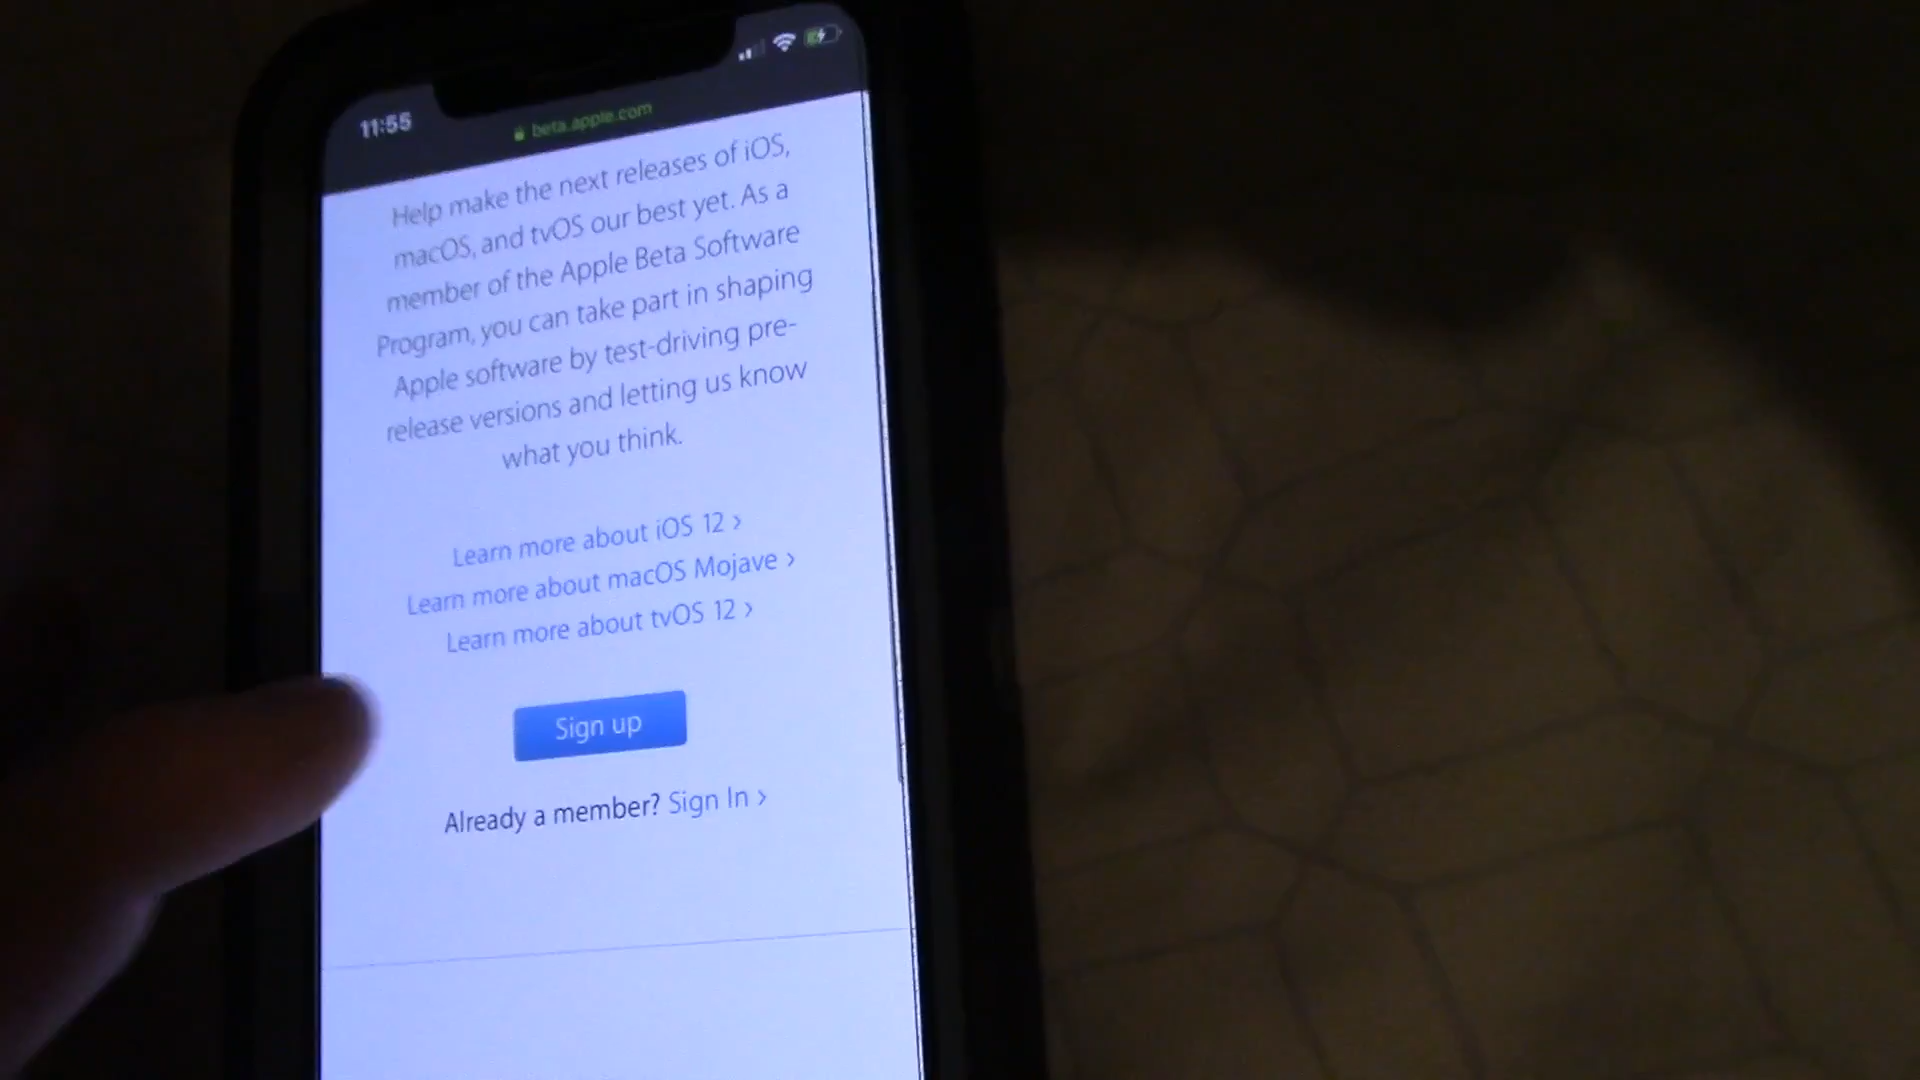 11:55
beta.apple.com
Help make the next releases of iOS,
macOS, and tvOS our best yet. As a
member of the Apple Beta Software
Program, you can take part in shaping
Apple software by test-driving pre-
release versions and letting us know
what you think.
Learn more about iOS 12 >
Learn more about macOS Mojave >
Learn more about tvOS 12 >
Sign up
Already a member? Sign In >